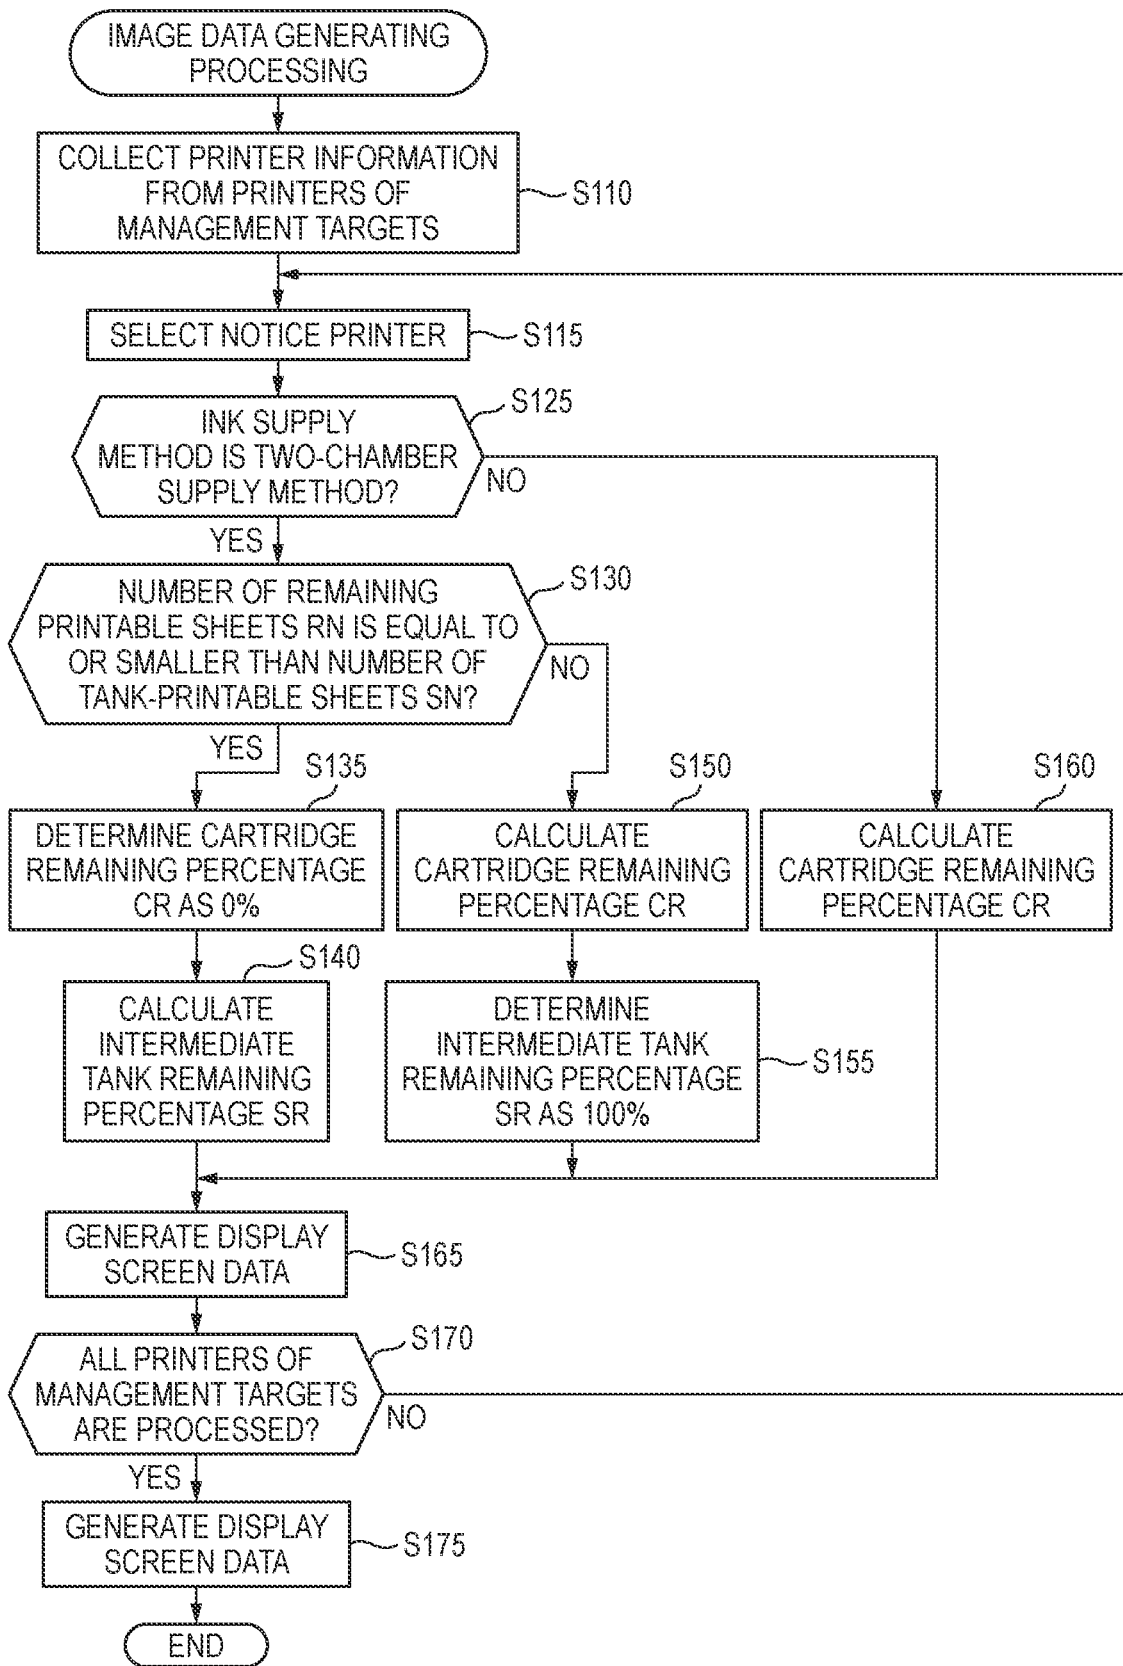 IMAGE DATA GENERATING
PROCESSING
COLLECT PRINTER INFORMATION
FROM PRINTERS OF
MANAGEMENT TARGETS
S110
SELECT NOTICE PRINTER
S115
S125
INK SUPPLY
METHOD IS TWO-CHAMBER
SUPPLY METHOD?
NO
YES
S130
NUMBER OF REMAINING
PRINTABLE SHEETS RN IS EQUAL TO
OR SMALLER THAN NUMBER OF
TANK-PRINTABLE SHEETS SN?
NO
YES
S135
DETERMINE CARTRIDGE
REMAINING PERCENTAGE
CR AS 0%
S150
CALCULATE
CARTRIDGE REMAINING
PERCENTAGE CR
S160
CALCULATE
CARTRIDGE REMAINING
PERCENTAGE CR
S140
CALCULATE
INTERMEDIATE
TANK REMAINING
PERCENTAGE SR
DETERMINE
INTERMEDIATE TANK
REMAINING PERCENTAGE
SR AS 100%
S155
GENERATE DISPLAY
SCREEN DATA
S165
S170
ALL PRINTERS OF
MANAGEMENT TARGETS
ARE PROCESSED?
NO
YES
GENERATE DISPLAY
SCREEN DATA
S175
END